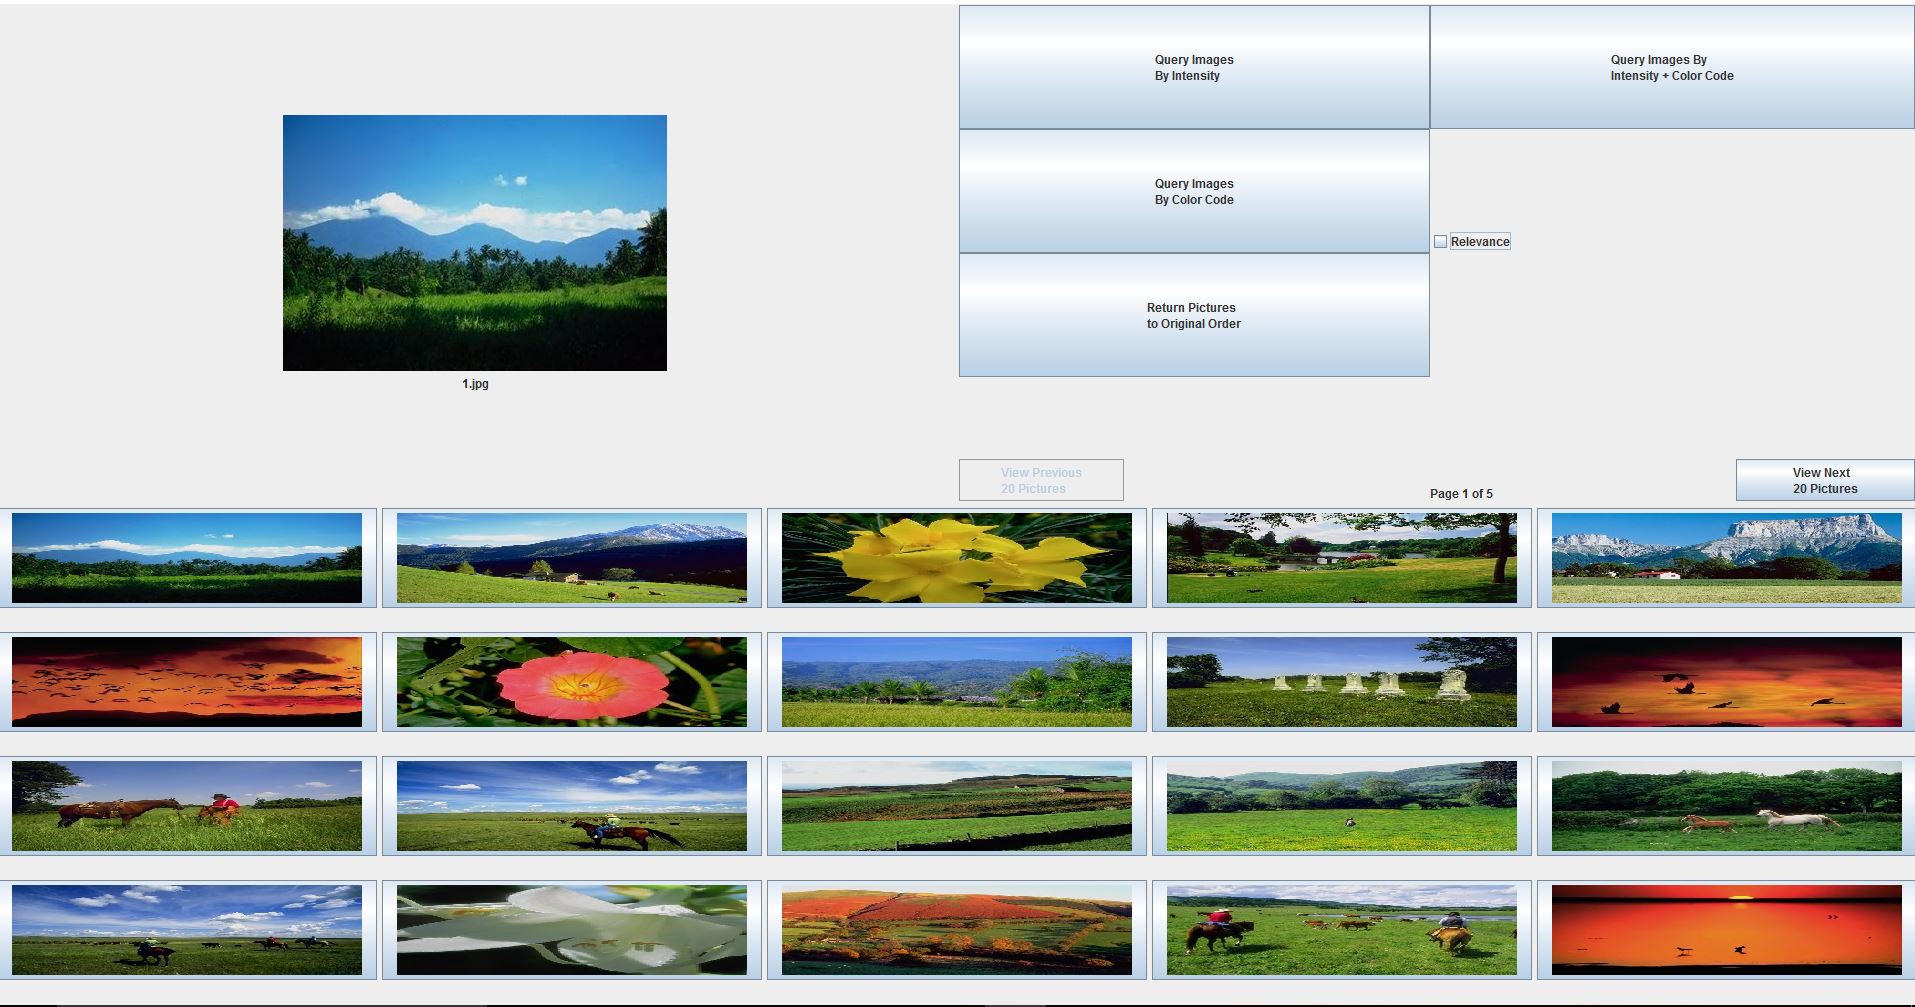 Query Images
By Intensity
Query Images By
Intensity + Color Code
Query Images
By Color Code
Relevance
Return Pictures
to Original Order
1.jpg
View Previous
20 Pictures
Page 1 of 5
View Next
20 Pictures